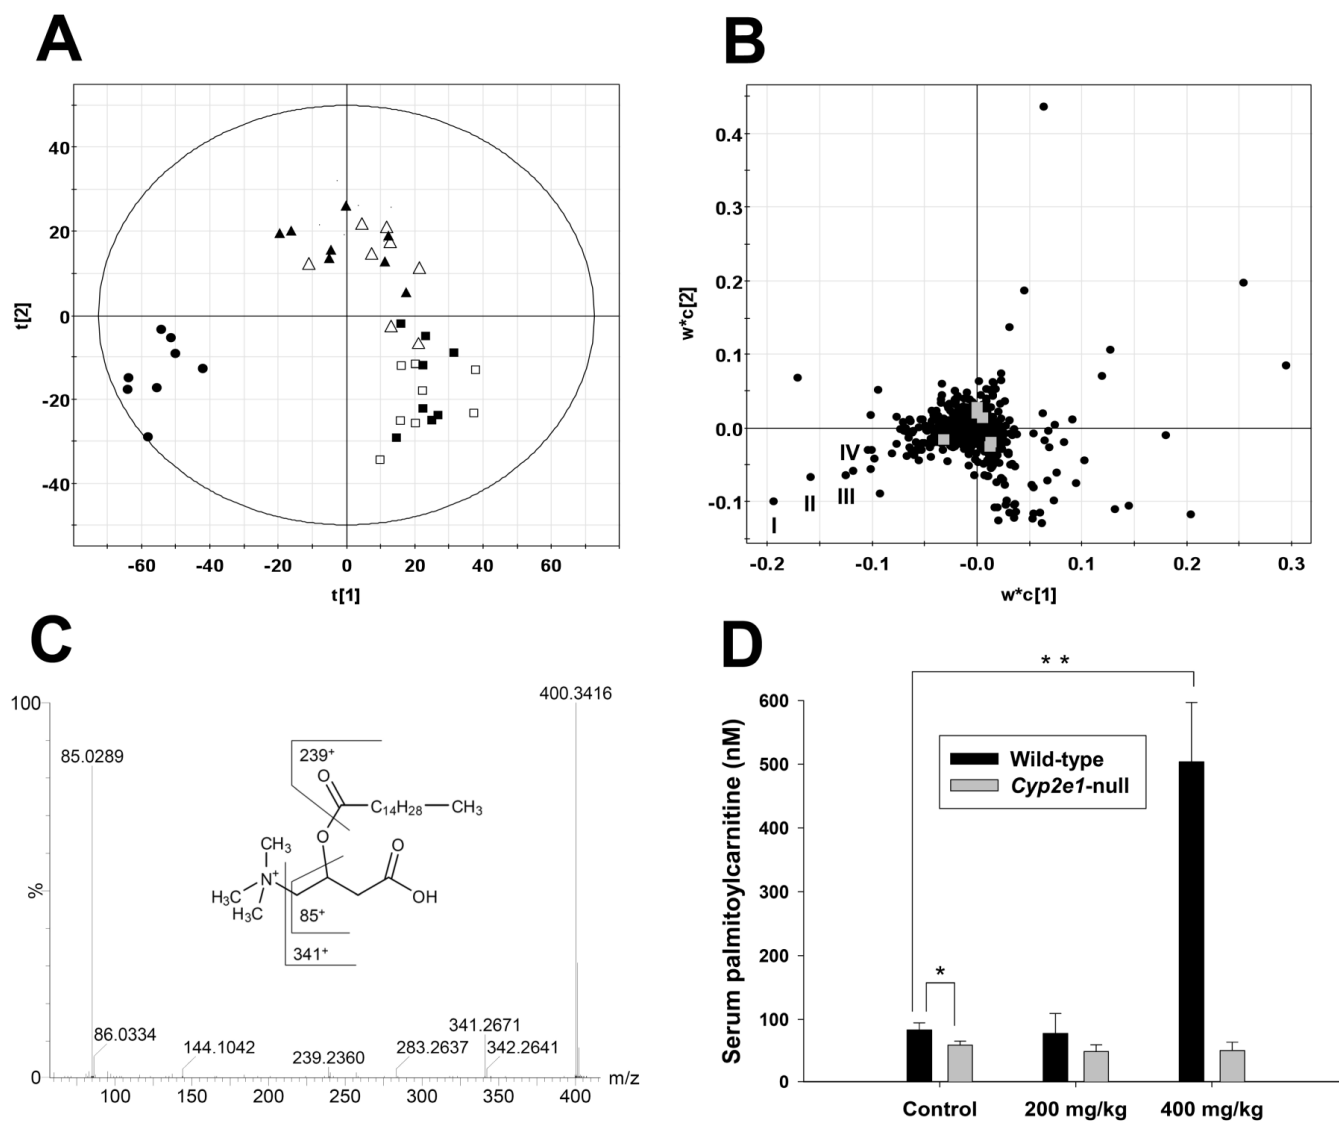 A
40
20
0
-20
-40
t[2]
-60
-40
-20
0
20
40
60
t[1]
B
0.4
0.3
0.2
0.1
0.0
-0.1
w*c[2]
IV
III
II
I
-0.2
-0.1
-0.0
0.1
0.2
0.3
w*c[1]
C
100
%
0
400.3416
85.0289
86.0334
144.1042
239.2360
283.2637
341.2671
342.2641
239⁺
O
C₁₄H₂₈—CH₃
O
CH₃
O
N⁺
H₃C
H₃C
OH
85⁺
341⁺
100
150
200
250
300
350
400
m/z
D
* *
600
500
400
300
200
100
0
Serum palmitoylcarnitine (nM)
Wild-type
Cyp2e1-null
*
Control
200 mg/kg
400 mg/kg